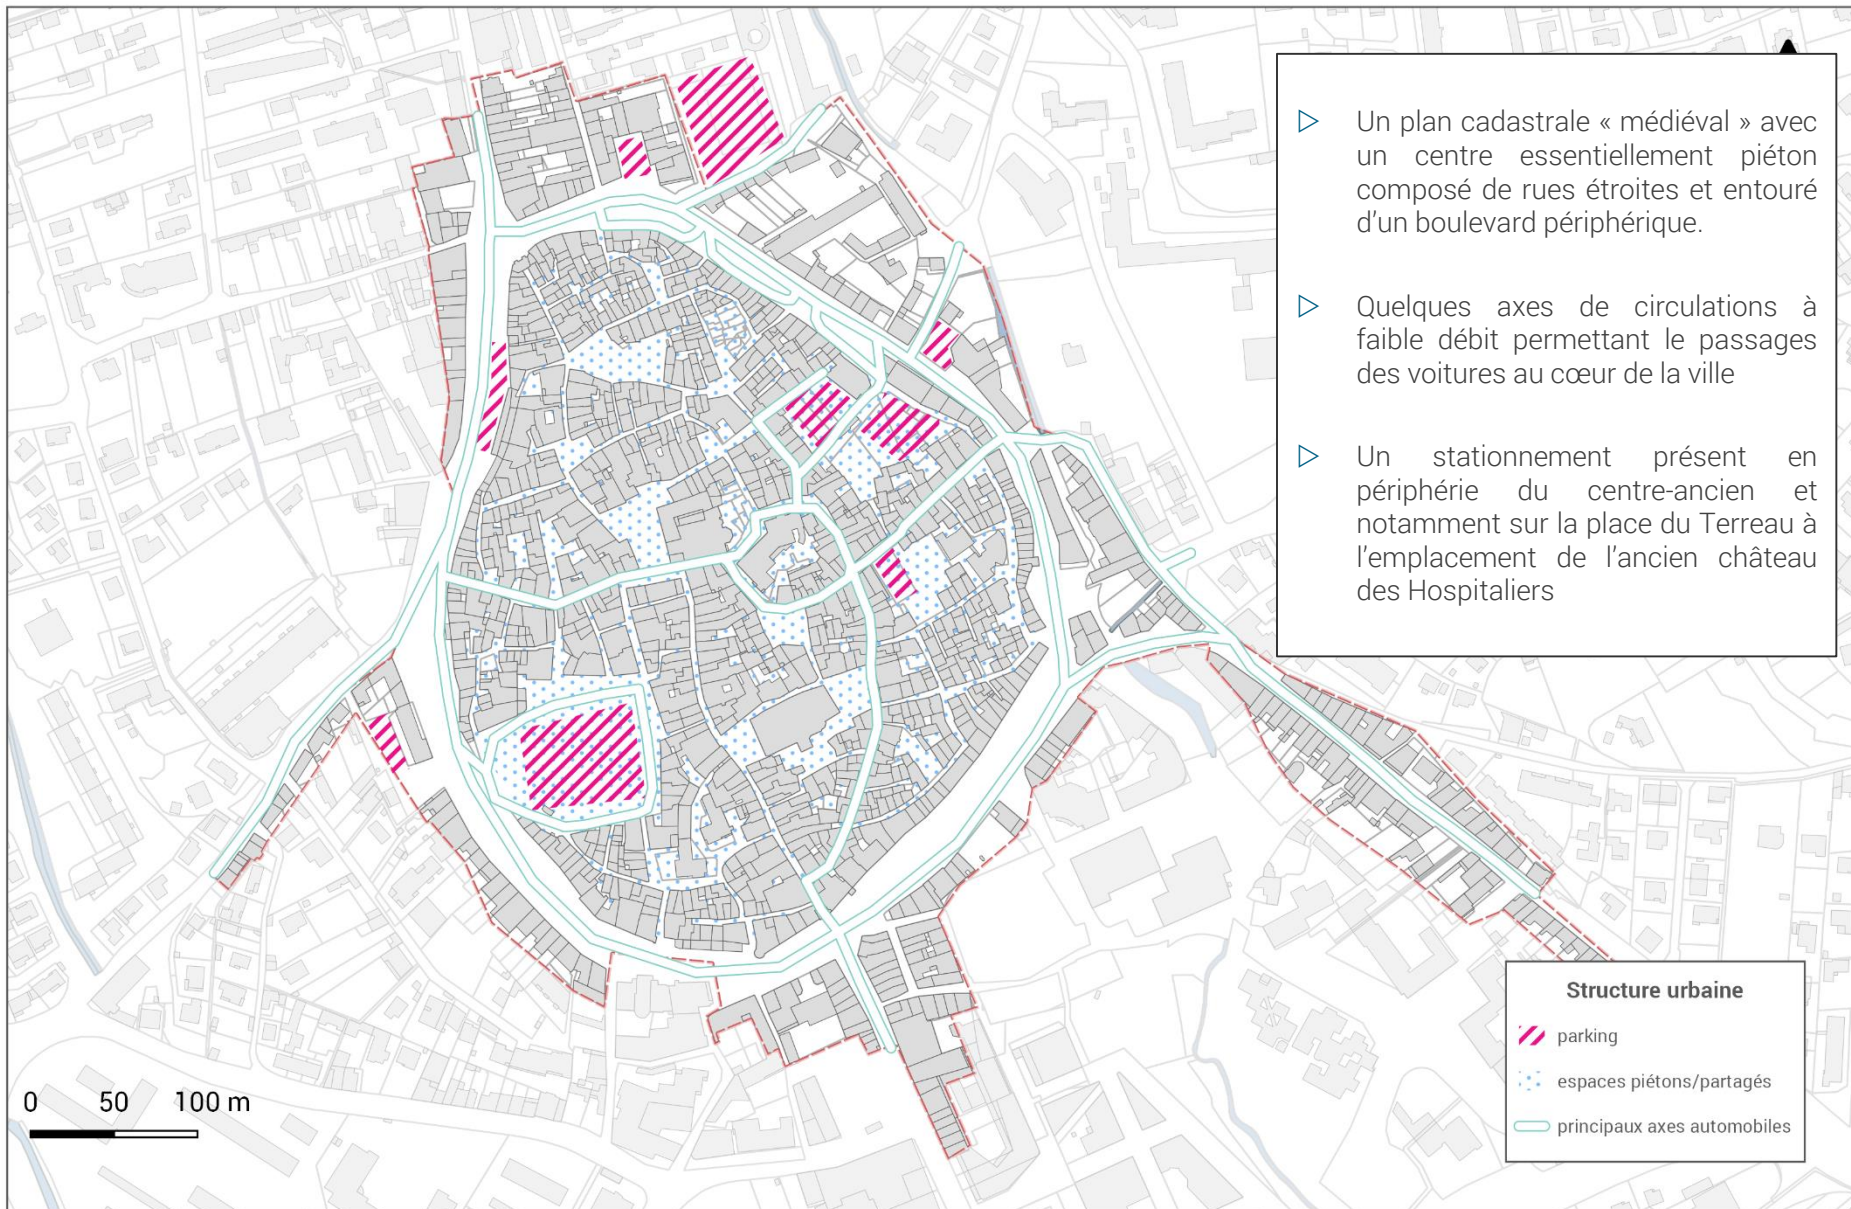 Un plan cadastrale « médiéval » avec
un centre essentiellement piéton
composé de rues étroites et entouré
d'un boulevard périphérique.
Quelques axes de circulations à
faible débit permettant le passages
des voitures au cœur de la ville
Un stationnement présent en
périphérie du centre-ancien et
notamment sur la place du Terreau à
l'emplacement de l'ancien château
des Hospitaliers
Structure urbaine
parking
espaces piétons/partagés
principaux axes automobiles
0 50 100 m